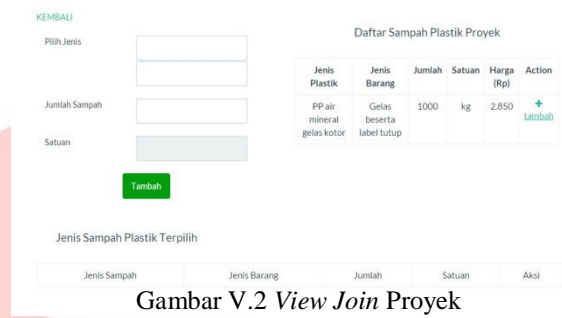 KEMBALI
Pilih Jenis
Jumlah Sampah
Satuan
Tambah
Daftar Sampah Plastik Proyek
Jenis Plastik Jenis Barang Jumlah Satuan Harga (Rp) Action
PP air mineral gelas kotor Gelas beserta label tutup 1000 kg 2.850 + tambah
Jenis Sampah Plastik Terpilih
Jenis Sampah Jenis Barang Jumlah Satuan Aksi
Gambar V.2 View Join Proyek